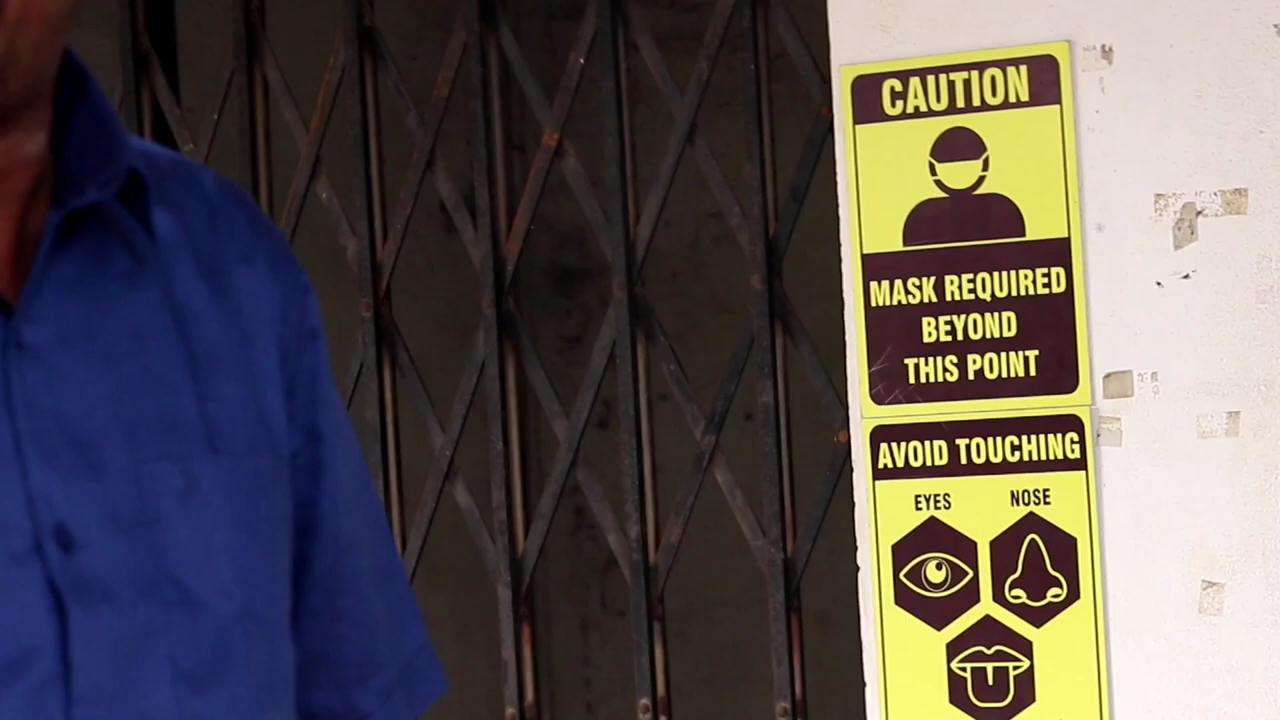 CAUTION
MASK REQUIRED
BEYOND
THIS POINT
AVOID TOUCHING
EYES NOSE